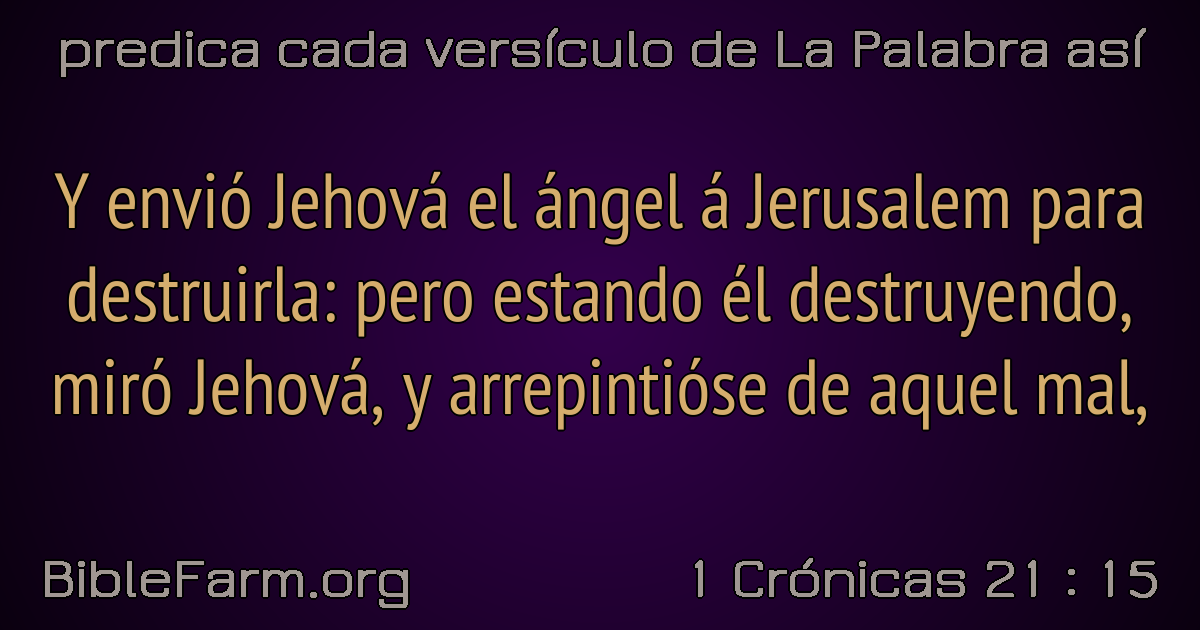 predica cada versículo de La Palabra así
Y envió Jehová el ángel á Jerusalem para
destruirla: pero estando él destruyendo,
miró Jehová, y arrepintióse de aquel mal,
BibleFarm.org
1 Crónicas 21 : 15